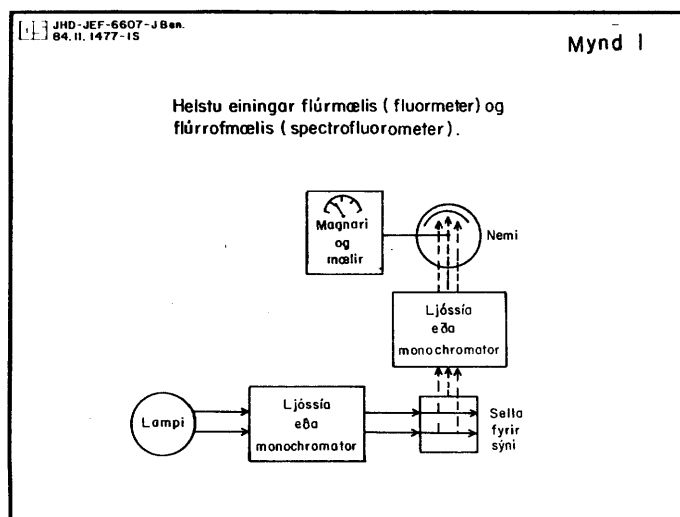 JHD-JEF-6607-JBen.
84.11.1477-IS
Mynd 1
Helstu einingar flúrmælis (fluormeter) og
flúrrofmælis (spectrofluorometer).
Magnari
og
mælir
Nemi
Ljóssía
eða
monochromator
Lampi
Ljóssía
eða
monochromator
Sella
fyrir
sýni